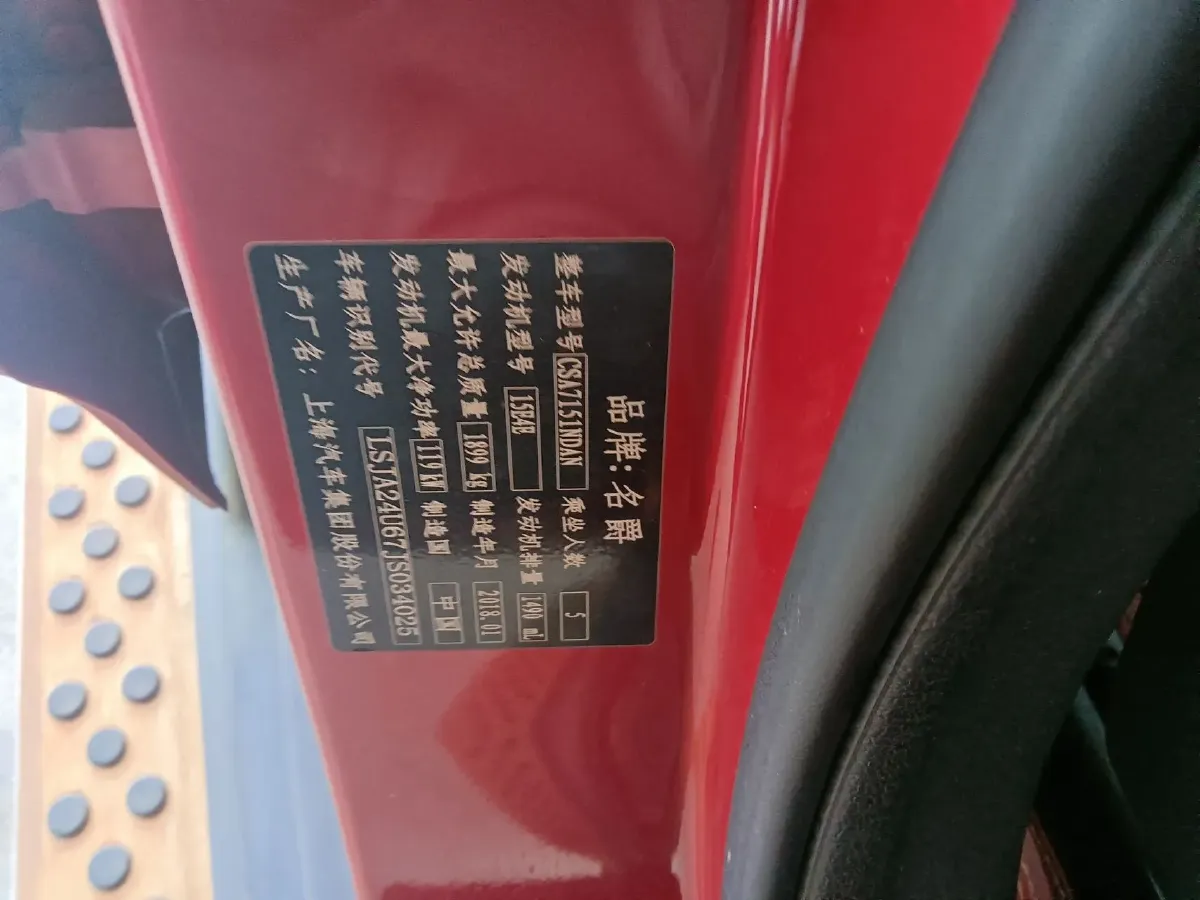 品牌:名爵
整车型号 CSA7151NDAN 乘坐人数 5
发动机型号 15E4E 发动机排量 1490 mL
最大允许总质量 1899 kg 制造年月 2018.01
发动机最大净功率 119 kW 制造国 中国
车辆识别代号 LSJA24U67JS034025
生产厂名:上海汽车集团股份有限公司